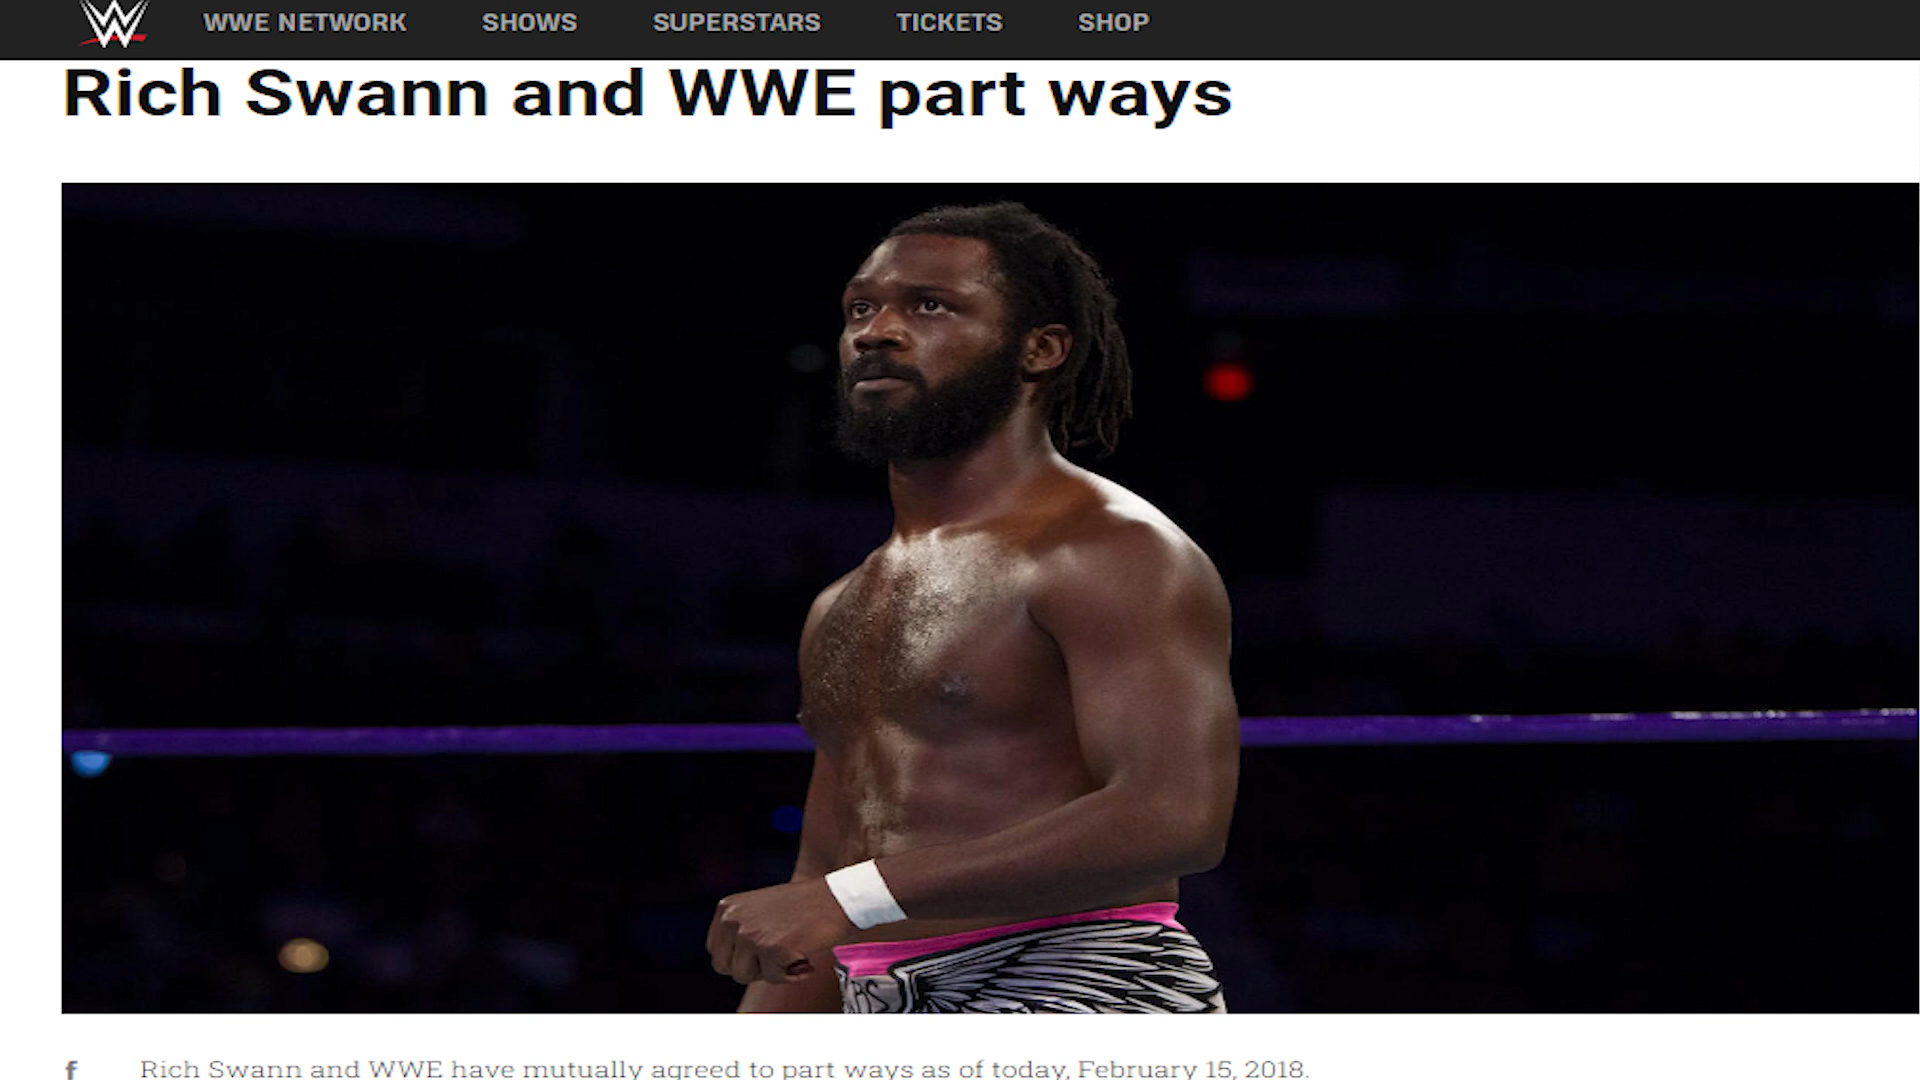 WWE NETWORK SHOWS SUPERSTARS TICKETS SHOP
Rich Swann and WWE part ways
BS
f Rich Swann and WWE have mutually agreed to part ways as of today, February 15, 2018.